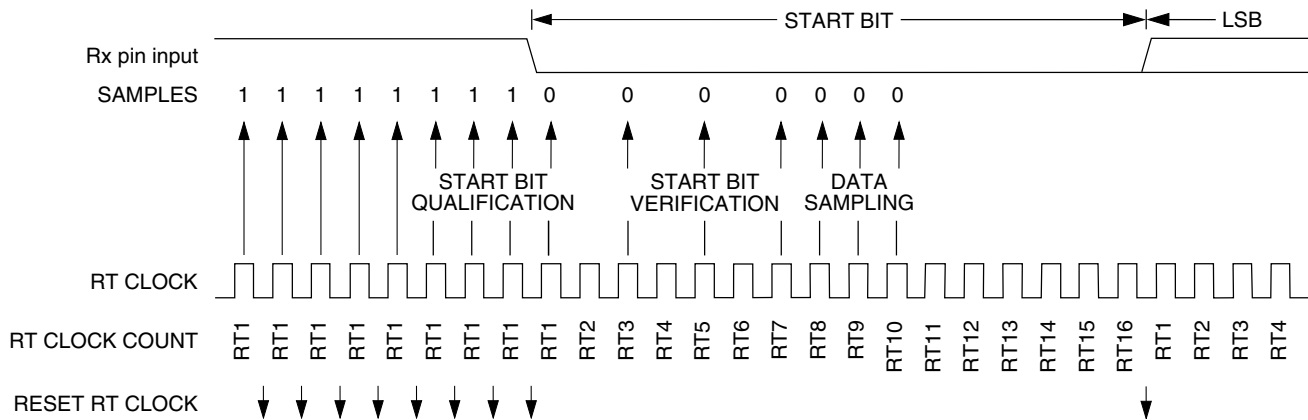 START BIT LSB
Rx pin input
SAMPLES 1 1 1 1 1 1 1 1 0 0 0 0 0 0 0
START BIT QUALIFICATION
START BIT VERIFICATION
DATA SAMPLING
RT CLOCK
RT CLOCK COUNT RT1 RT1 RT1 RT1 RT1 RT1 RT1 RT1 RT1 RT2 RT3 RT4 RT5 RT6 RT7 RT8 RT9 RT10 RT11 RT12 RT13 RT14 RT15 RT16 RT1 RT2 RT3 RT4
RESET RT CLOCK